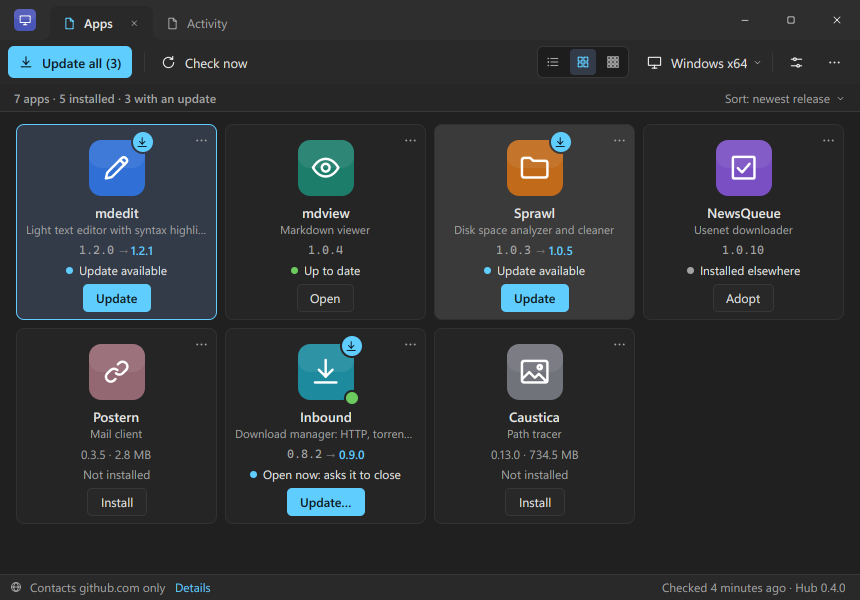 Apps
Activity
Update all (3)
Check now
Windows x64
7 apps · 5 installed · 3 with an update
Sort: newest release
mdedit
Light text editor with syntax highli...
1.2.0 → 1.2.1
Update available
Update
mdview
Markdown viewer
1.0.4
Up to date
Open
Sprawl
Disk space analyzer and cleaner
1.0.3 → 1.0.5
Update available
Update
NewsQueue
Usenet downloader
1.0.10
Installed elsewhere
Adopt
Postern
Mail client
0.3.5 · 2.8 MB
Not installed
Install
Inbound
Download manager: HTTP, torren...
0.8.2 → 0.9.0
Open now: asks it to close
Update...
Caustica
Path tracer
0.13.0 · 734.5 MB
Not installed
Install
Contacts github.com only Details
Checked 4 minutes ago · Hub 0.4.0